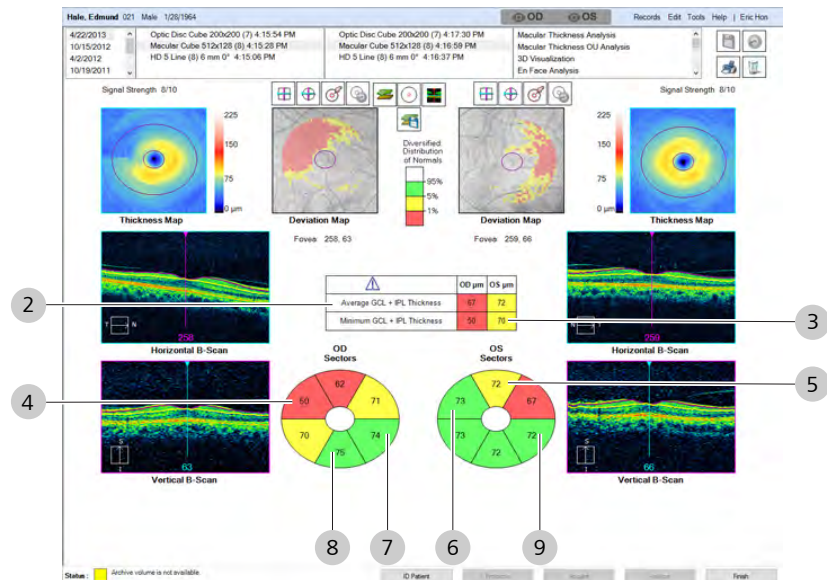 Hale, Edmund 021 Male 1/28/1964 OD OS Records Edit Tools Help | Eric Hon
4/22/2013 Optic Disc Cube 200x200 (7) 4:15:54 PM Optic Disc Cube 200x200 (7) 4:17:30 PM Macular Thickness Analysis
10/15/2012 Macular Cube 512x128 (8) 4:15:28 PM Macular Cube 512x128 (8) 4:16:59 PM Macular Thickness OU Analysis
4/2/2012 HD 5 Line (8) 6 mm 0° 4:15:06 PM HD 5 Line (8) 6 mm 0° 4:16:37 PM 3D Visualization
10/19/2011 En Face Analysis
Signal Strength 8/10 Signal Strength 8/10
225 225
150 150
75 75
0 µm 0 µm
Diversified
Distribution
of Normals
95%
5%
1%
Thickness Map Deviation Map Deviation Map Thickness Map
Fovea: 258, 63 Fovea: 259, 66
OD µm OS µm
2 Average GCL + IPL Thickness 67 72
Minimum GCL + IPL Thickness 70 3
T N 258 N T 259
Horizontal B-Scan Horizontal B-Scan
OD
Sectors
OS
Sectors
4 62 71 70 74 75
72 5 73 67 73 72 72
S I 63 S I 66
Vertical B-Scan Vertical B-Scan
8 7 6 9
Status: Archive volume is not available. ID Patient Finish